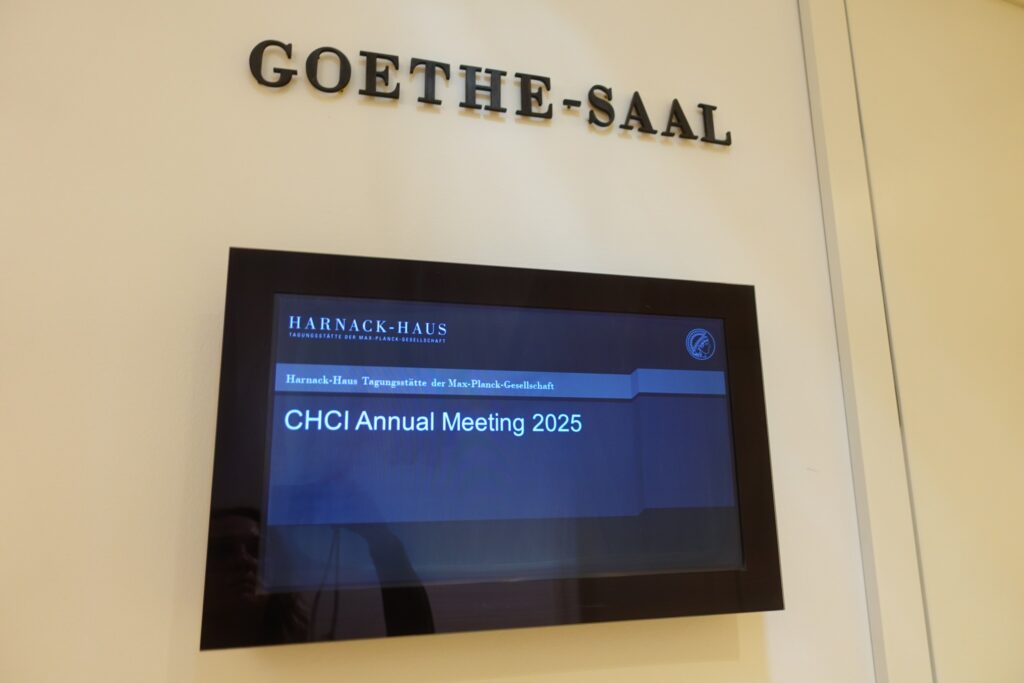 GOETHE-SAAL
HARNACK-HAUS
TAGUNGSSTÄTTE DER MAX-PLANCK-GESELLSCHAFT
Harnack-Haus Tagungsstätte der Max-Planck-Gesellschaft
CHCI Annual Meeting 2025